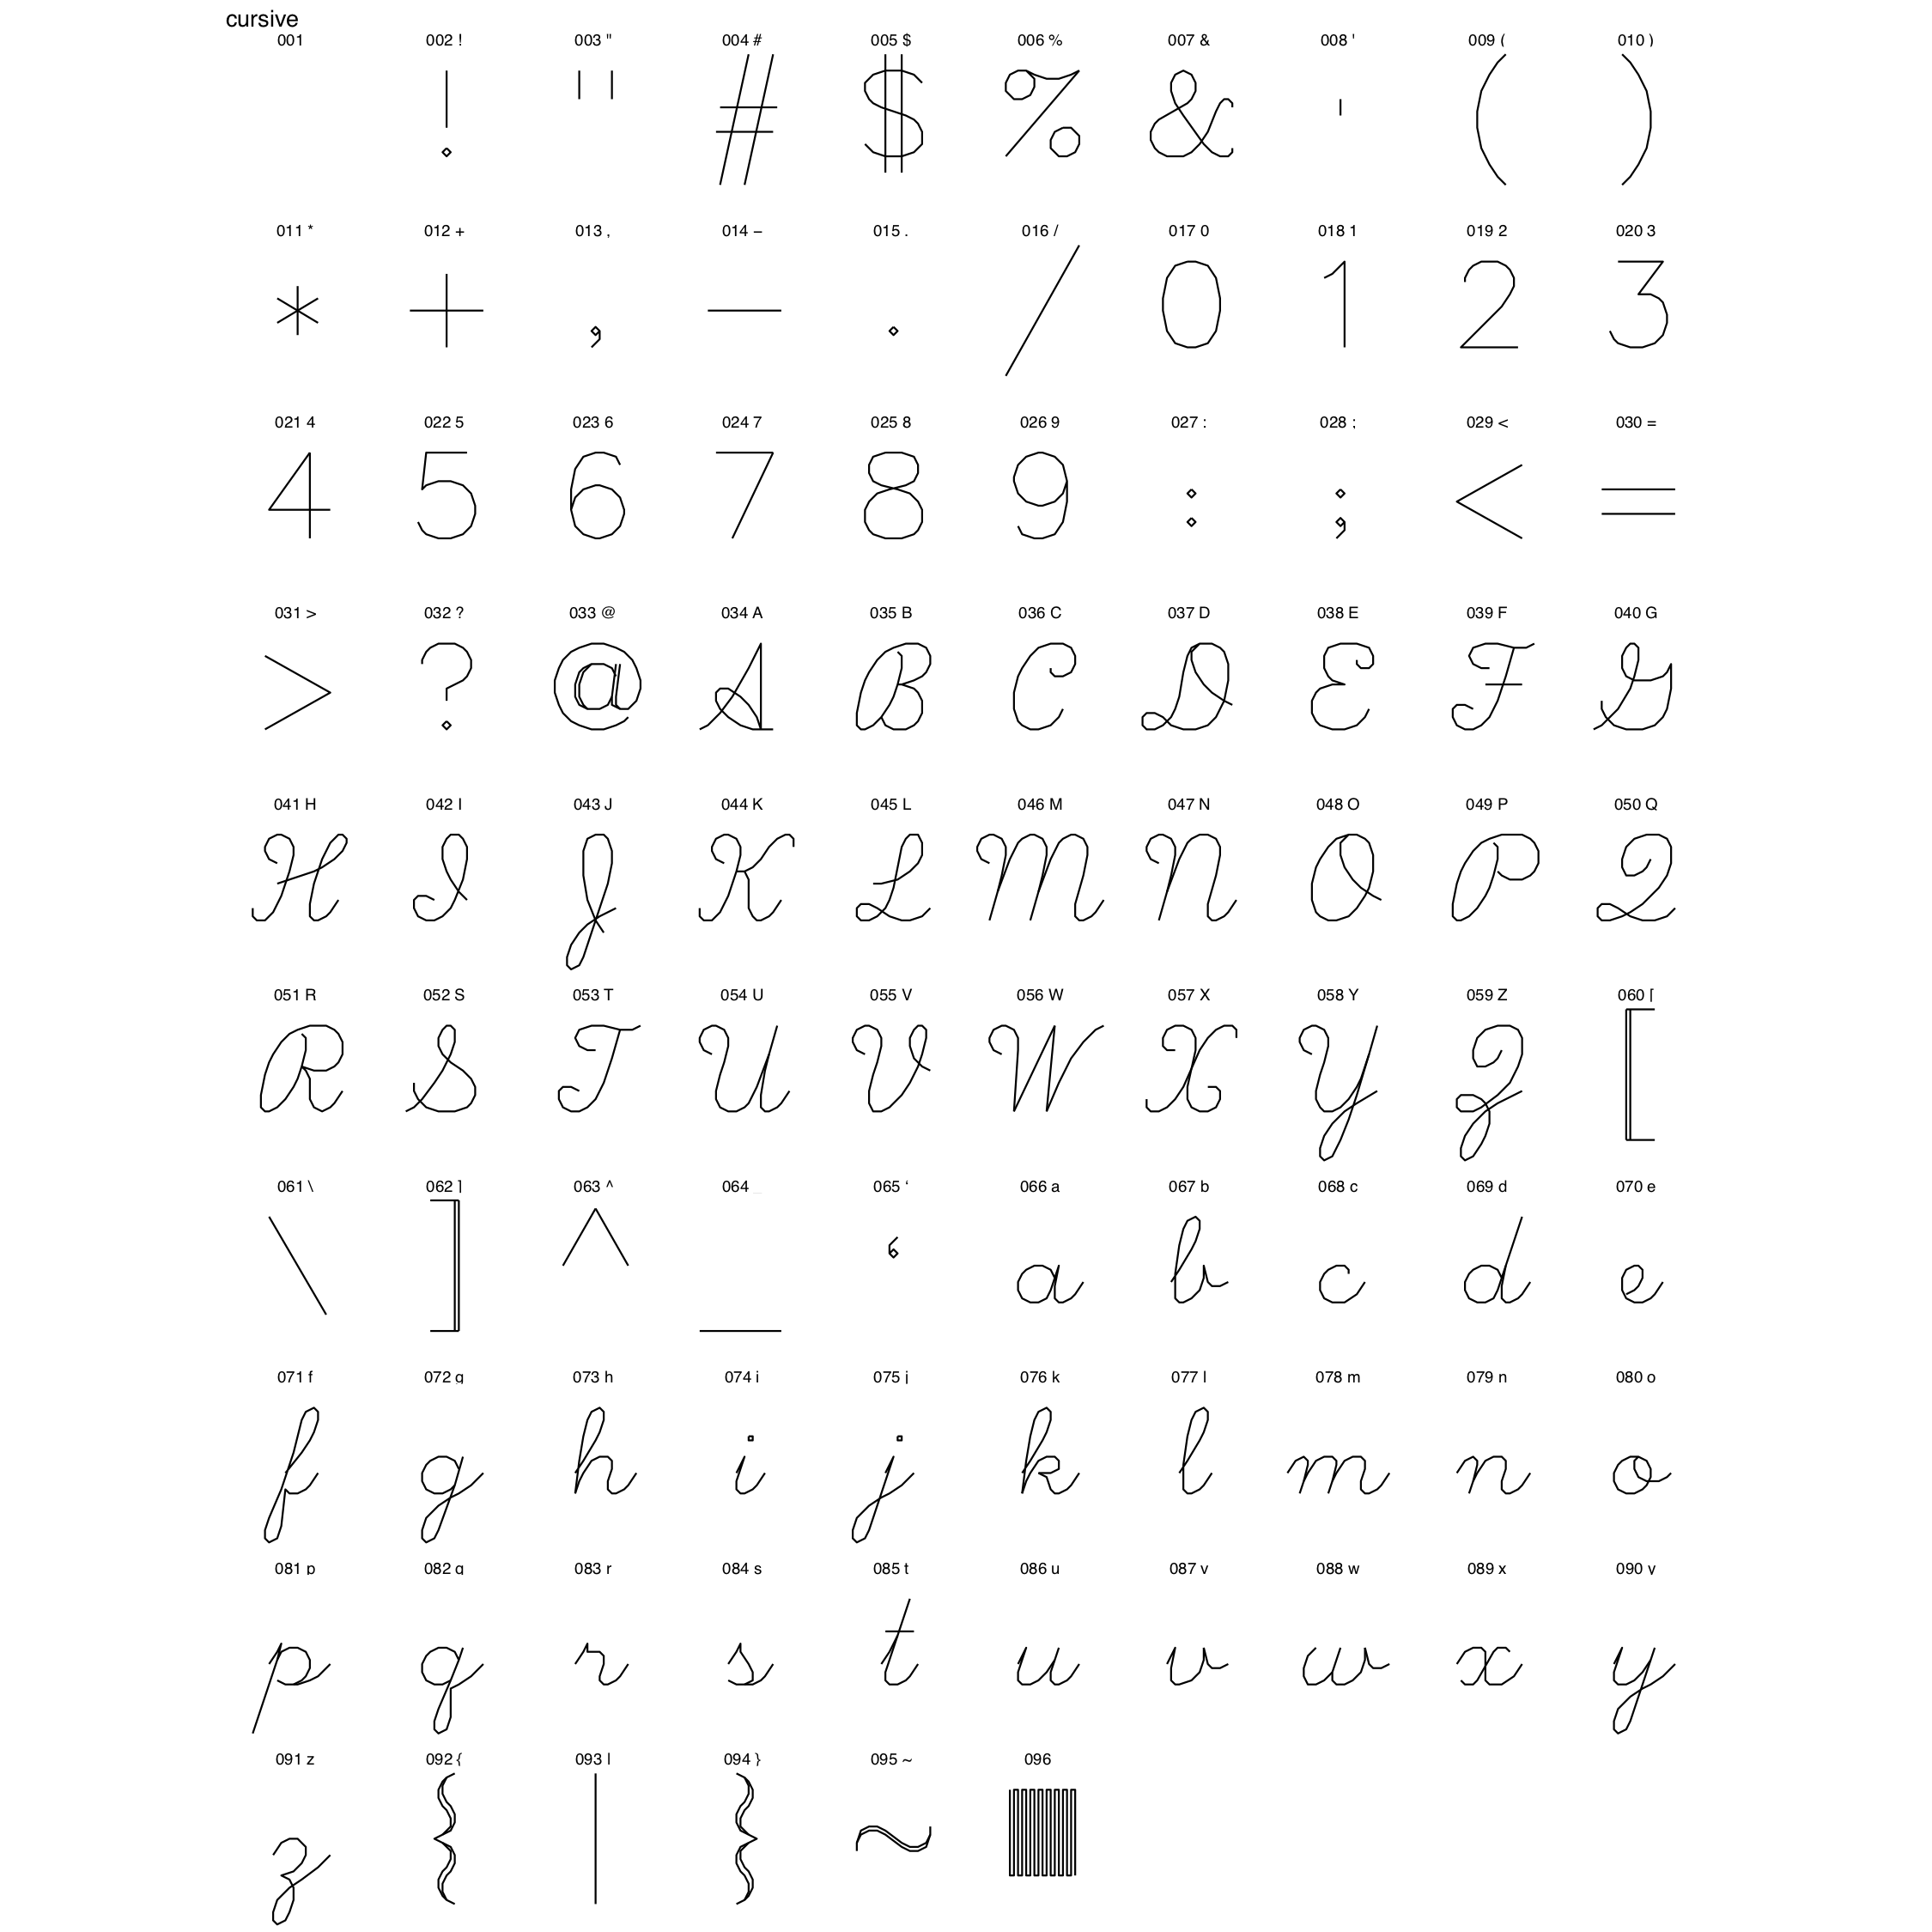 cursive
001 002 ! 003 " 004 # 005 $ 006 % 007 & 008 ' 009 ( 010 )
! " # $ % & ' ( )
011 * 012 + 013 , 014 – 015 . 016 / 017 0 018 1 019 2 020 3
* + , – . / 0 1 2 3
021 4 022 5 023 6 024 7 025 8 026 9 027 : 028 ; 029 < 030 =
4 5 6 7 8 9 : ; < =
031 > 032 ? 033 @ 034 A 035 B 036 C 037 D 038 E 039 F 040 G
> ? @ A B C D E F G
041 H 042 I 043 J 044 K 045 L 046 M 047 N 048 O 049 P 050 Q
H I J K L M N O P Q
051 R 052 S 053 T 054 U 055 V 056 W 057 X 058 Y 059 Z 060 [
R S T U V W X Y Z [
061 \ 062 ] 063 ^ 064 _ 065 ‘ 066 a 067 b 068 c 069 d 070 e
\ ] ^ _ ‘ a b c d e
071 f 072 g 073 h 074 i 075 j 076 k 077 l 078 m 079 n 080 o
f g h i j k l m n o
081 p 082 q 083 r 084 s 085 t 086 u 087 v 088 w 089 x 090 y
p q r s t u v w x y
091 z 092 { 093 | 094 } 095 ~ 096
z { | } ~